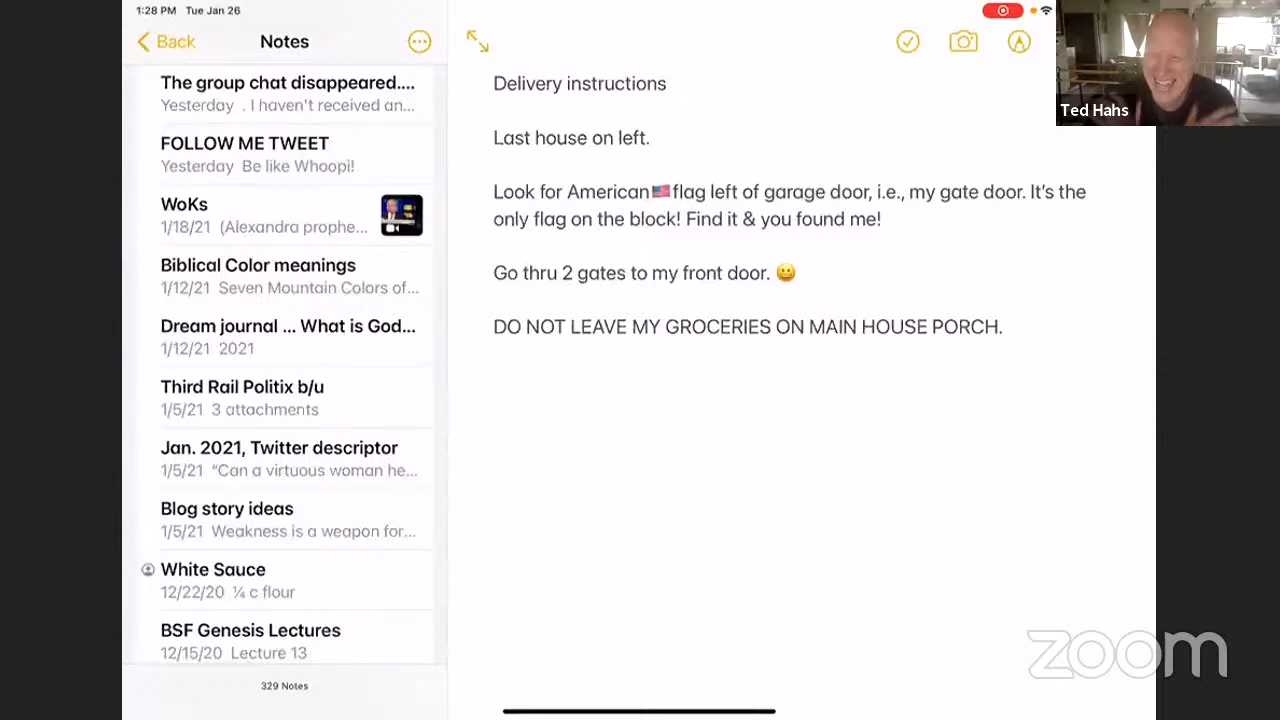 1:28 PM Tue Jan 26
Back
Notes
The group chat disappeared....
Yesterday . I haven't received an...
FOLLOW ME TWEET
Yesterday Be like Whoopi!
WoKs
1/18/21 (Alexandra prophe...
Biblical Color meanings
1/12/21 Seven Mountain Colors of...
Dream journal ... What is God...
1/12/21 2021
Third Rail Politix b/u
1/5/21 3 attachments
Jan. 2021, Twitter descriptor
1/5/21 “Can a virtuous woman he...
Blog story ideas
1/5/21 Weakness is a weapon for...
White Sauce
12/22/20 ¼ c flour
BSF Genesis Lectures
12/15/20 Lecture 13
329 Notes
Delivery instructions
Last house on left.
Look for American🇺🇸flag left of garage door, i.e., my gate door. It’s the
only flag on the block! Find it & you found me!
Go thru 2 gates to my front door. 😀
DO NOT LEAVE MY GROCERIES ON MAIN HOUSE PORCH.
Ted Hahs
zoom